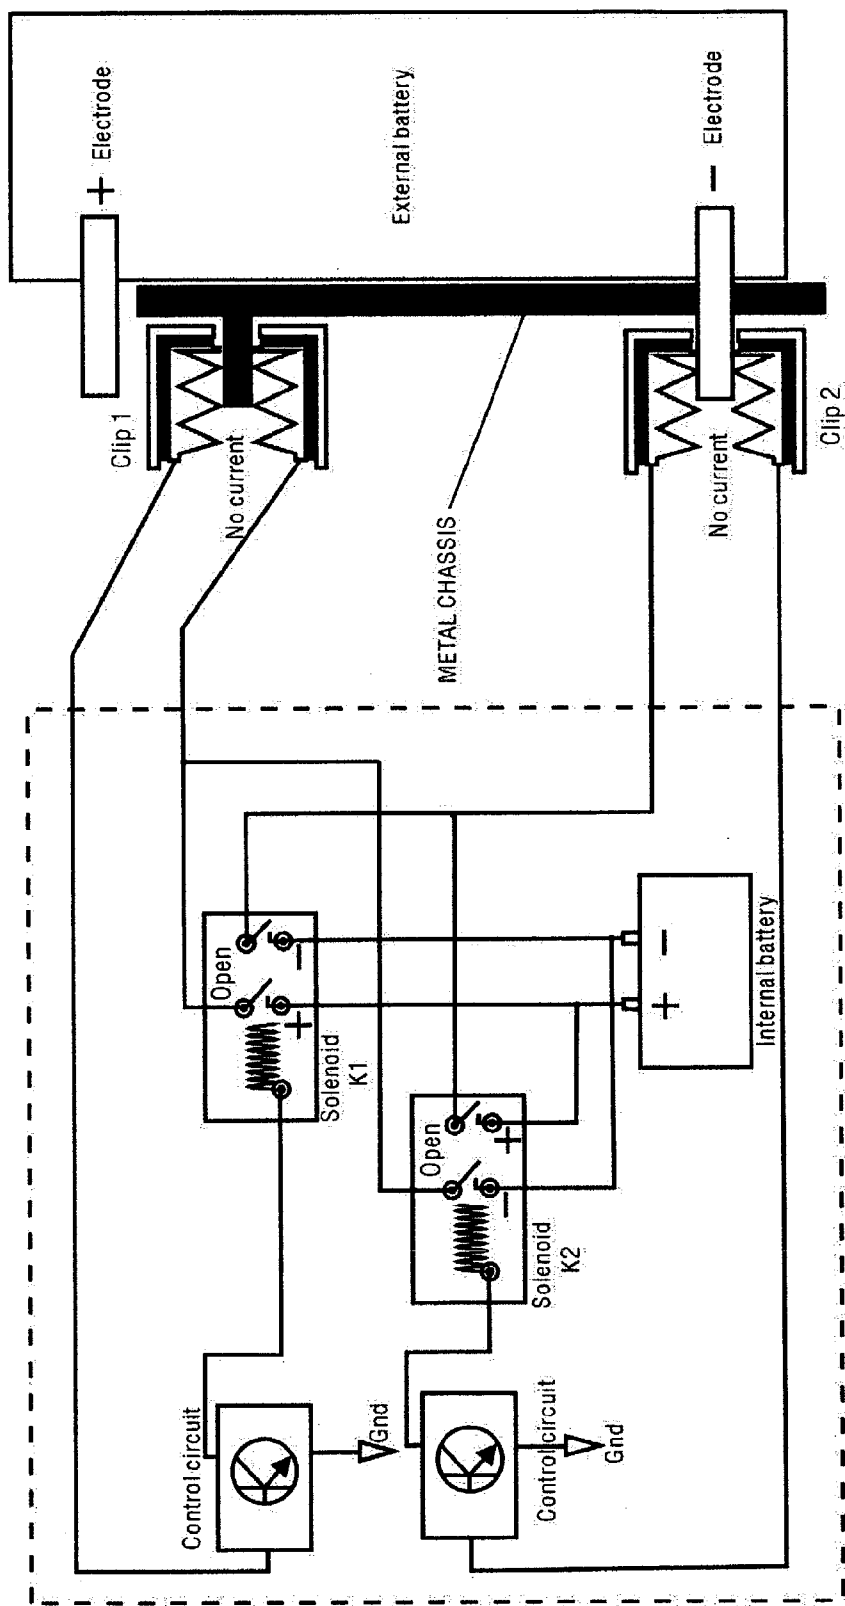 + Electrode
External battery
− Electrode
Clip 1
No current
METAL CHASSIS
No current
Clip 2
Open
−
+
Solenoid
K1
Open
+
−
Solenoid
K2
−
+
Internal battery
Control circuit
Gnd
Control circuit
Gnd